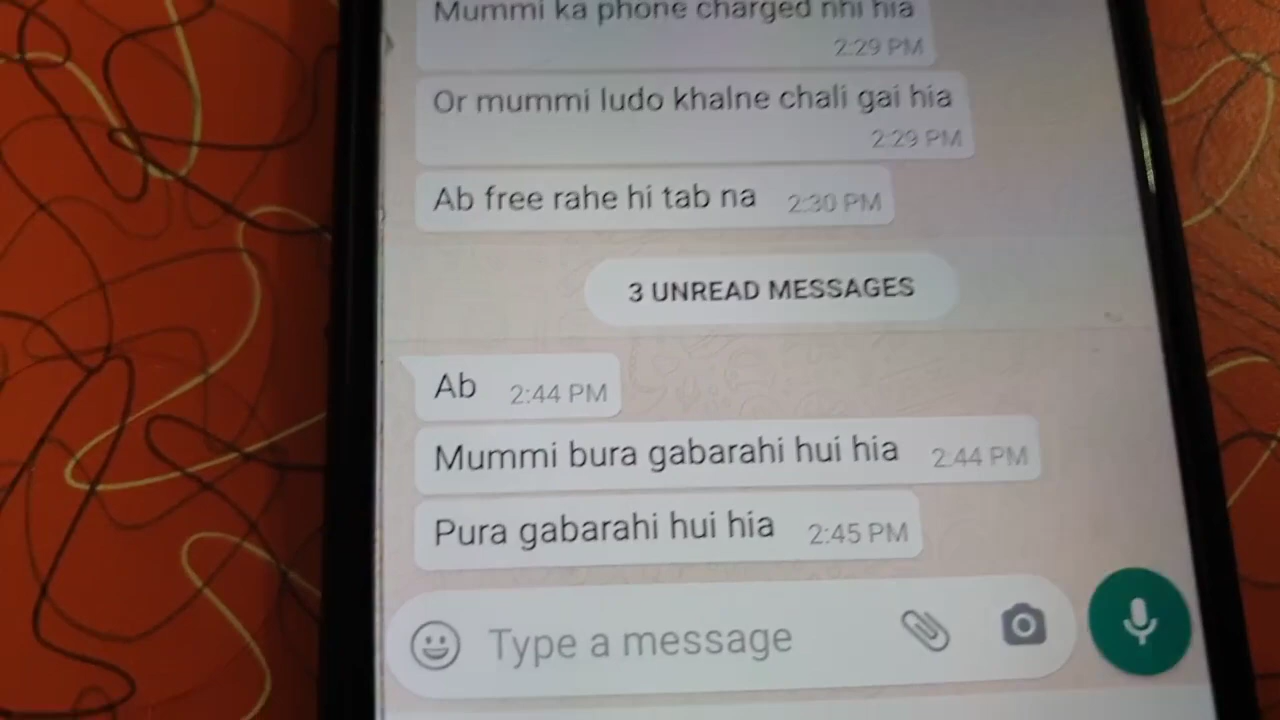 Mummi ka phone charged nhi hia
2:29 PM
Or mummi ludo khalne chali gai hia
2:29 PM
Ab free rahe hi tab na 2:30 PM
3 UNREAD MESSAGES
Ab 2:44 PM
Mummi bura gabarahi hui hia 2:44 PM
Pura gabarahi hui hia 2:45 PM
Type a message